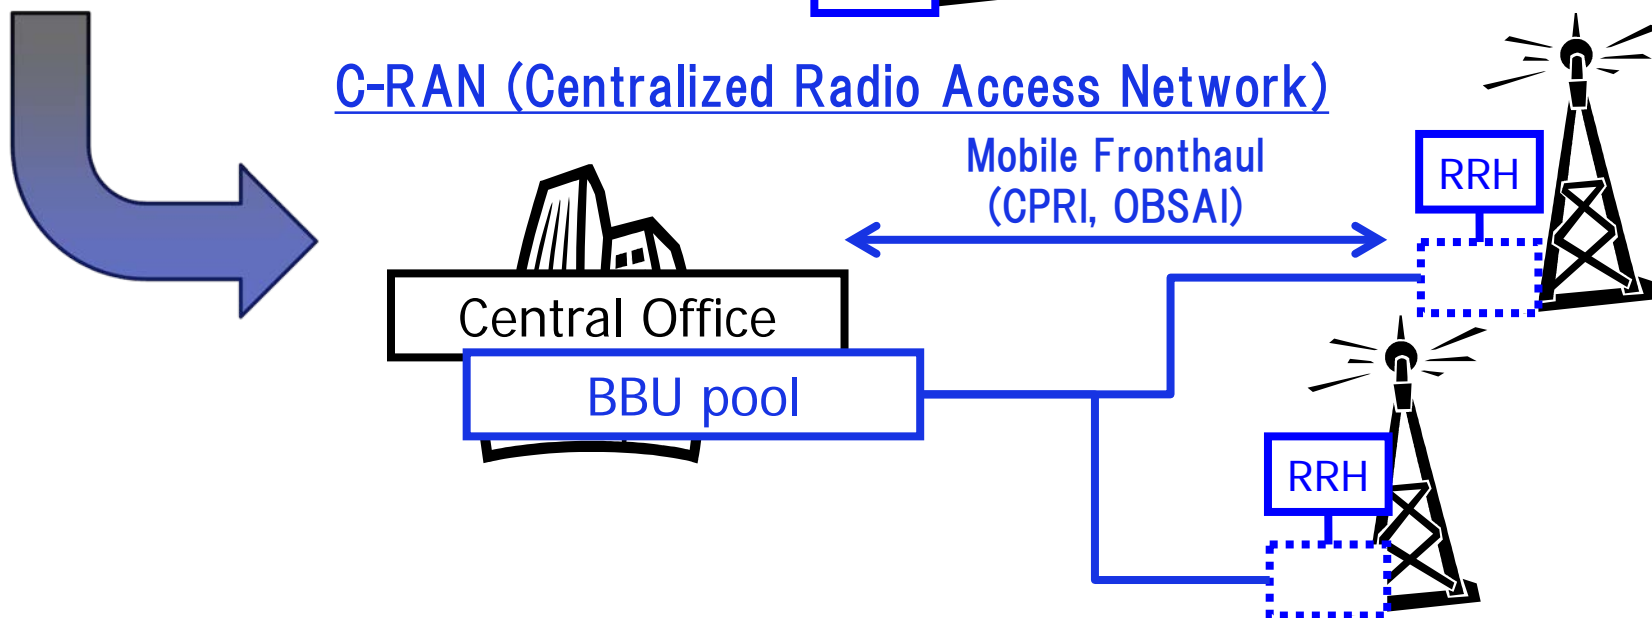 C-RAN (Centralized Radio Access Network)
Mobile Fronthaul
(CPRI, OBSAI)
RRH
Central Office
BBU pool
RRH